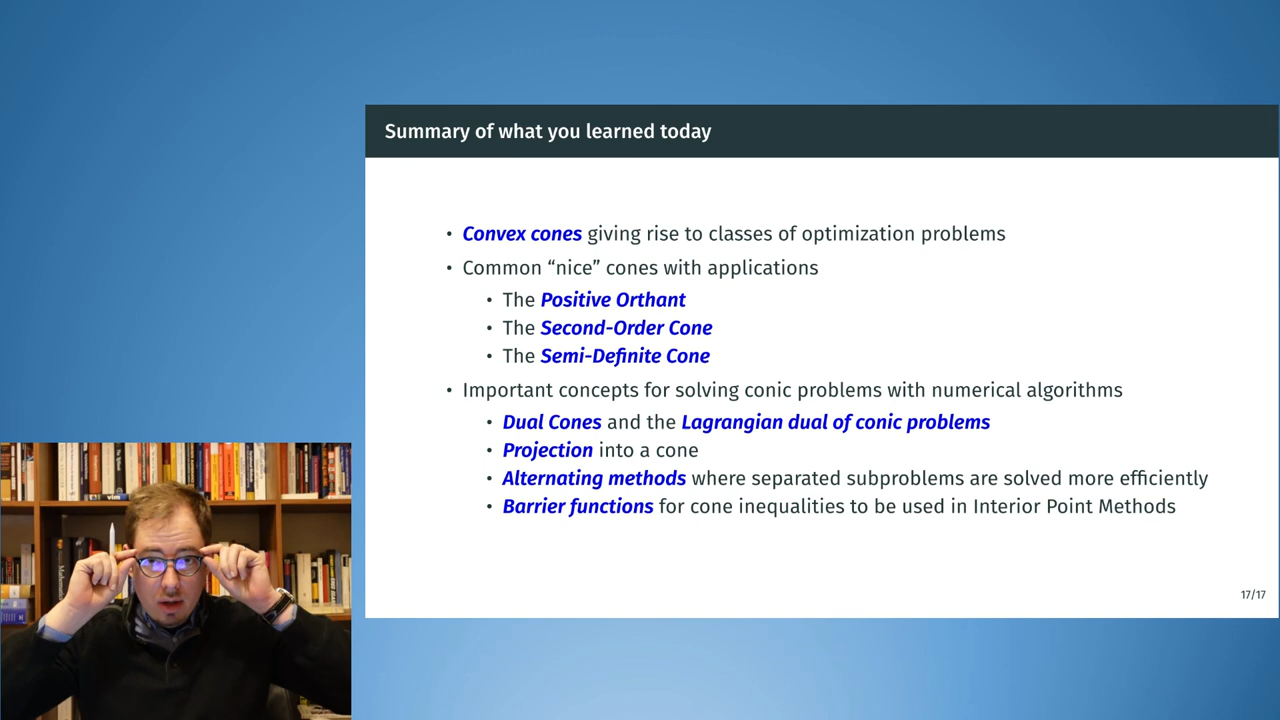 Summary of what you learned today
• Convex cones giving rise to classes of optimization problems
• Common “nice” cones with applications
• The Positive Orthant
• The Second-Order Cone
• The Semi-Definite Cone
• Important concepts for solving conic problems with numerical algorithms
• Dual Cones and the Lagrangian dual of conic problems
• Projection into a cone
• Alternating methods where separated subproblems are solved more efficiently
• Barrier functions for cone inequalities to be used in Interior Point Methods
17/17